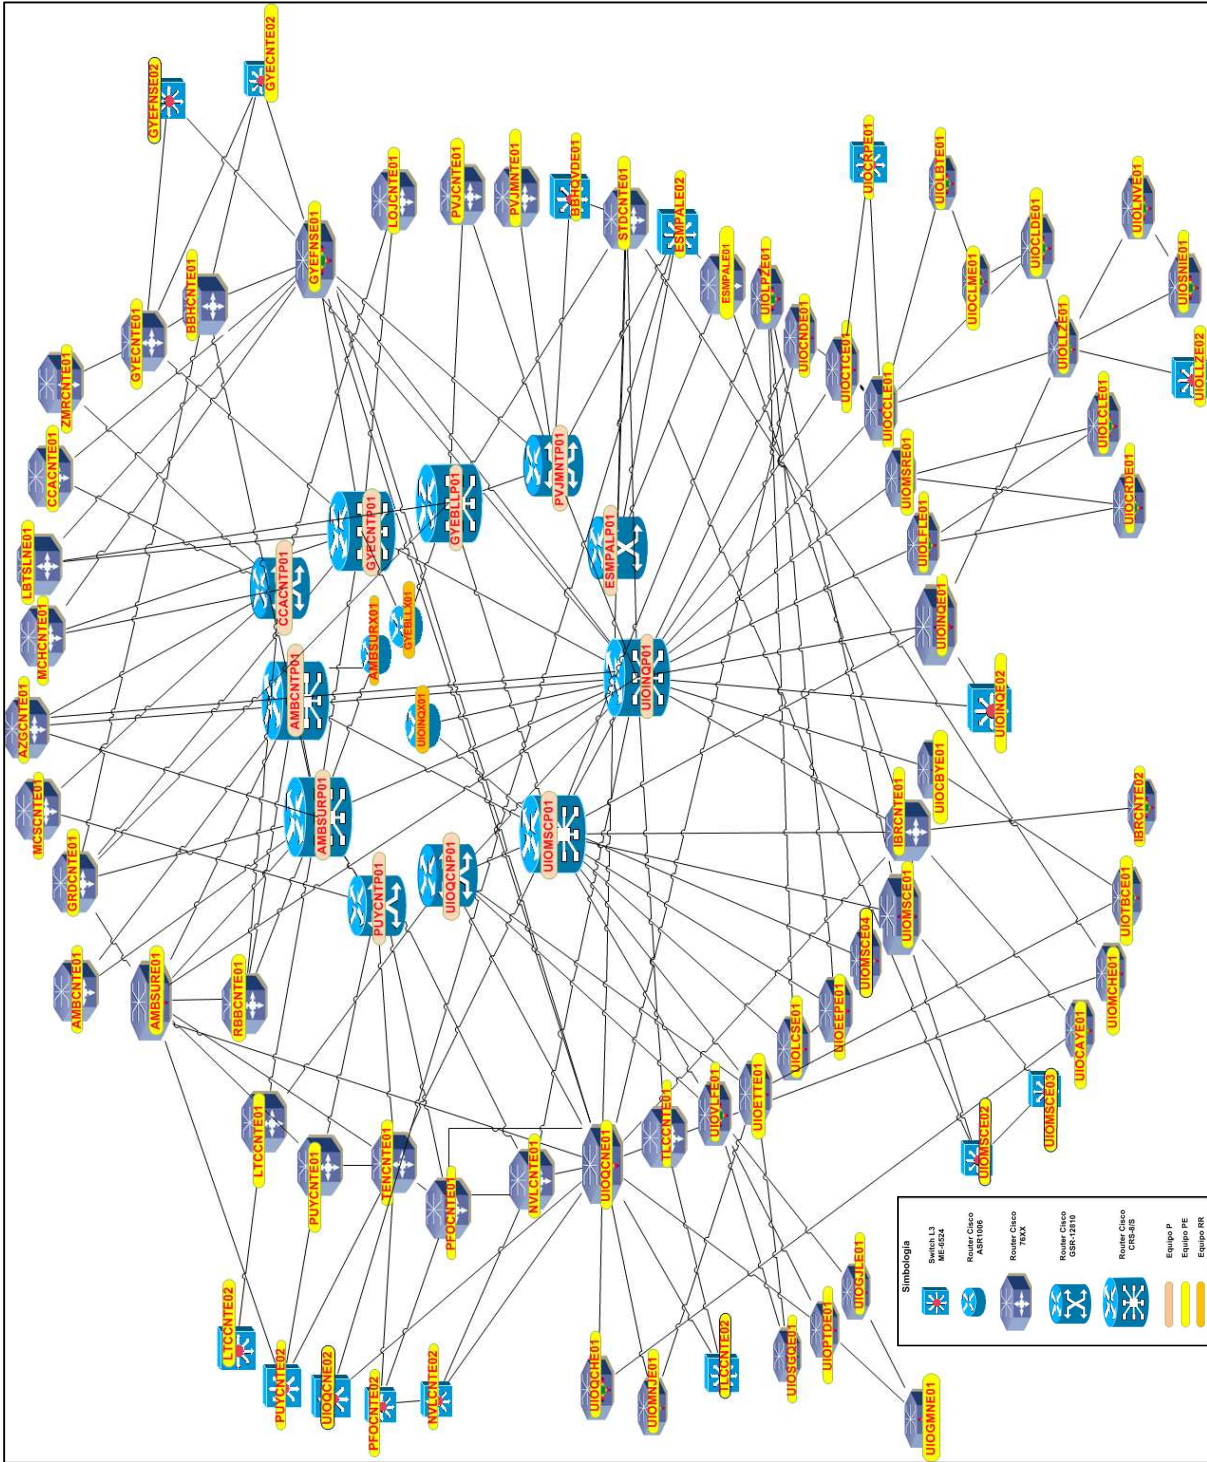 GYEFNSE02
GYECNTE02
GYEFNSE01
LOJCNTE01
PVJCNTE01
PVJMNTE01
BBHGVDE01
STDCNTE01
ESMPALE02
ESMPALE01
UIOLPZE01
UIOCNDE01
UIOCTCE01
UIOCCLE01
UIOCRPE01
UIOLBTE01
UIOCLME01
UIOCLDE01
UIOLNVE01
UIOSNIE01
UIOLLZE01
UIOLLZE02
BBHCNTE01
GYECNTE01
ZMRCNTE01
CCACNTE01
LBTSLNE01
MCHCNTE01
AZGCNTE01
MCSCNTE01
GRDCNTE01
AMBCNTE01
AMBSURE01
RBBCNTE01
CCACNTP01
GYECNTP01
GYEBLLP01
PVJMNTP01
ESMPALP01
AMBCNTP01
AMBSURX01
GYEBLLX01
UIOINQX01
UIOINQP01
AMBSURP01
PUYCNTP01
UIOQCNP01
UIOMSCP01
UIOMSRE01
UIOLFLE01
UIOLCLE01
UIOCRDE01
UIOINQE01
UIOINQE02
UIOCBYE01
IBRCNTE01
IBRCNTE02
UIOTBCE01
UIOMCHE01
UIOCAYE01
UIOMSCE01
UIOMSCE04
UIOEEPE01
UIOLCSE01
UIOMSCE03
UIOMSCE02
UIOETTE01
UIOVLFE01
TLCCNTE01
UIOQCNE01
NVLCNTE01
PFOCNTE01
TENCNTE01
PUYCNTE01
LTCCNTE01
LTCCNTE02
PUYCNTE02
UIOQCNE02
PFOCNTE02
NVLCNTE02
UIOQCHE01
UIOMNJE01
TLCCNTE02
UIOSGQE01
UIOPTDE01
UIOGJLE01
UIOGMNE01
Simbología
Switch L3
ME-6524
Router Cisco
ASR1006
Router Cisco
76XX
Router Cisco
GSR-12810
Router Cisco
CRS-8/S
Equipo P
Equipo PE
Equipo RR